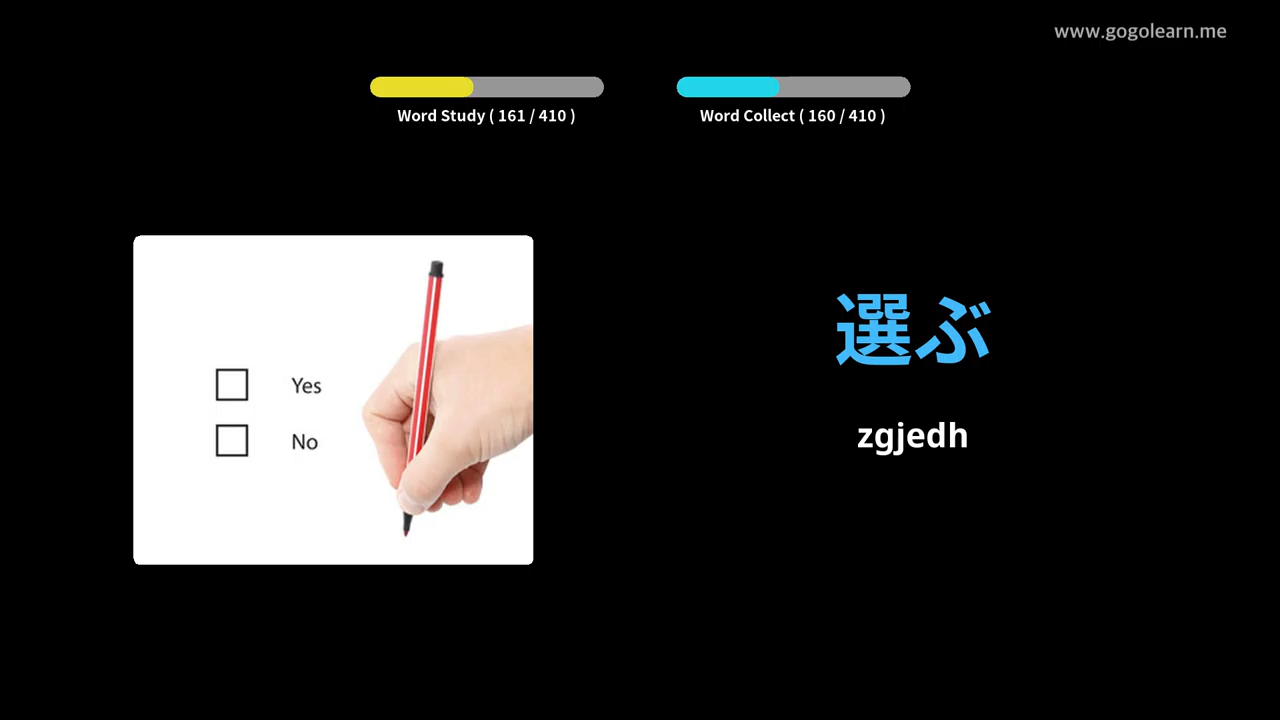 www.gogolearn.me
Word Study ( 161 / 410 )
Word Collect ( 160 / 410 )
Yes
No
選ぶ
zgjedh